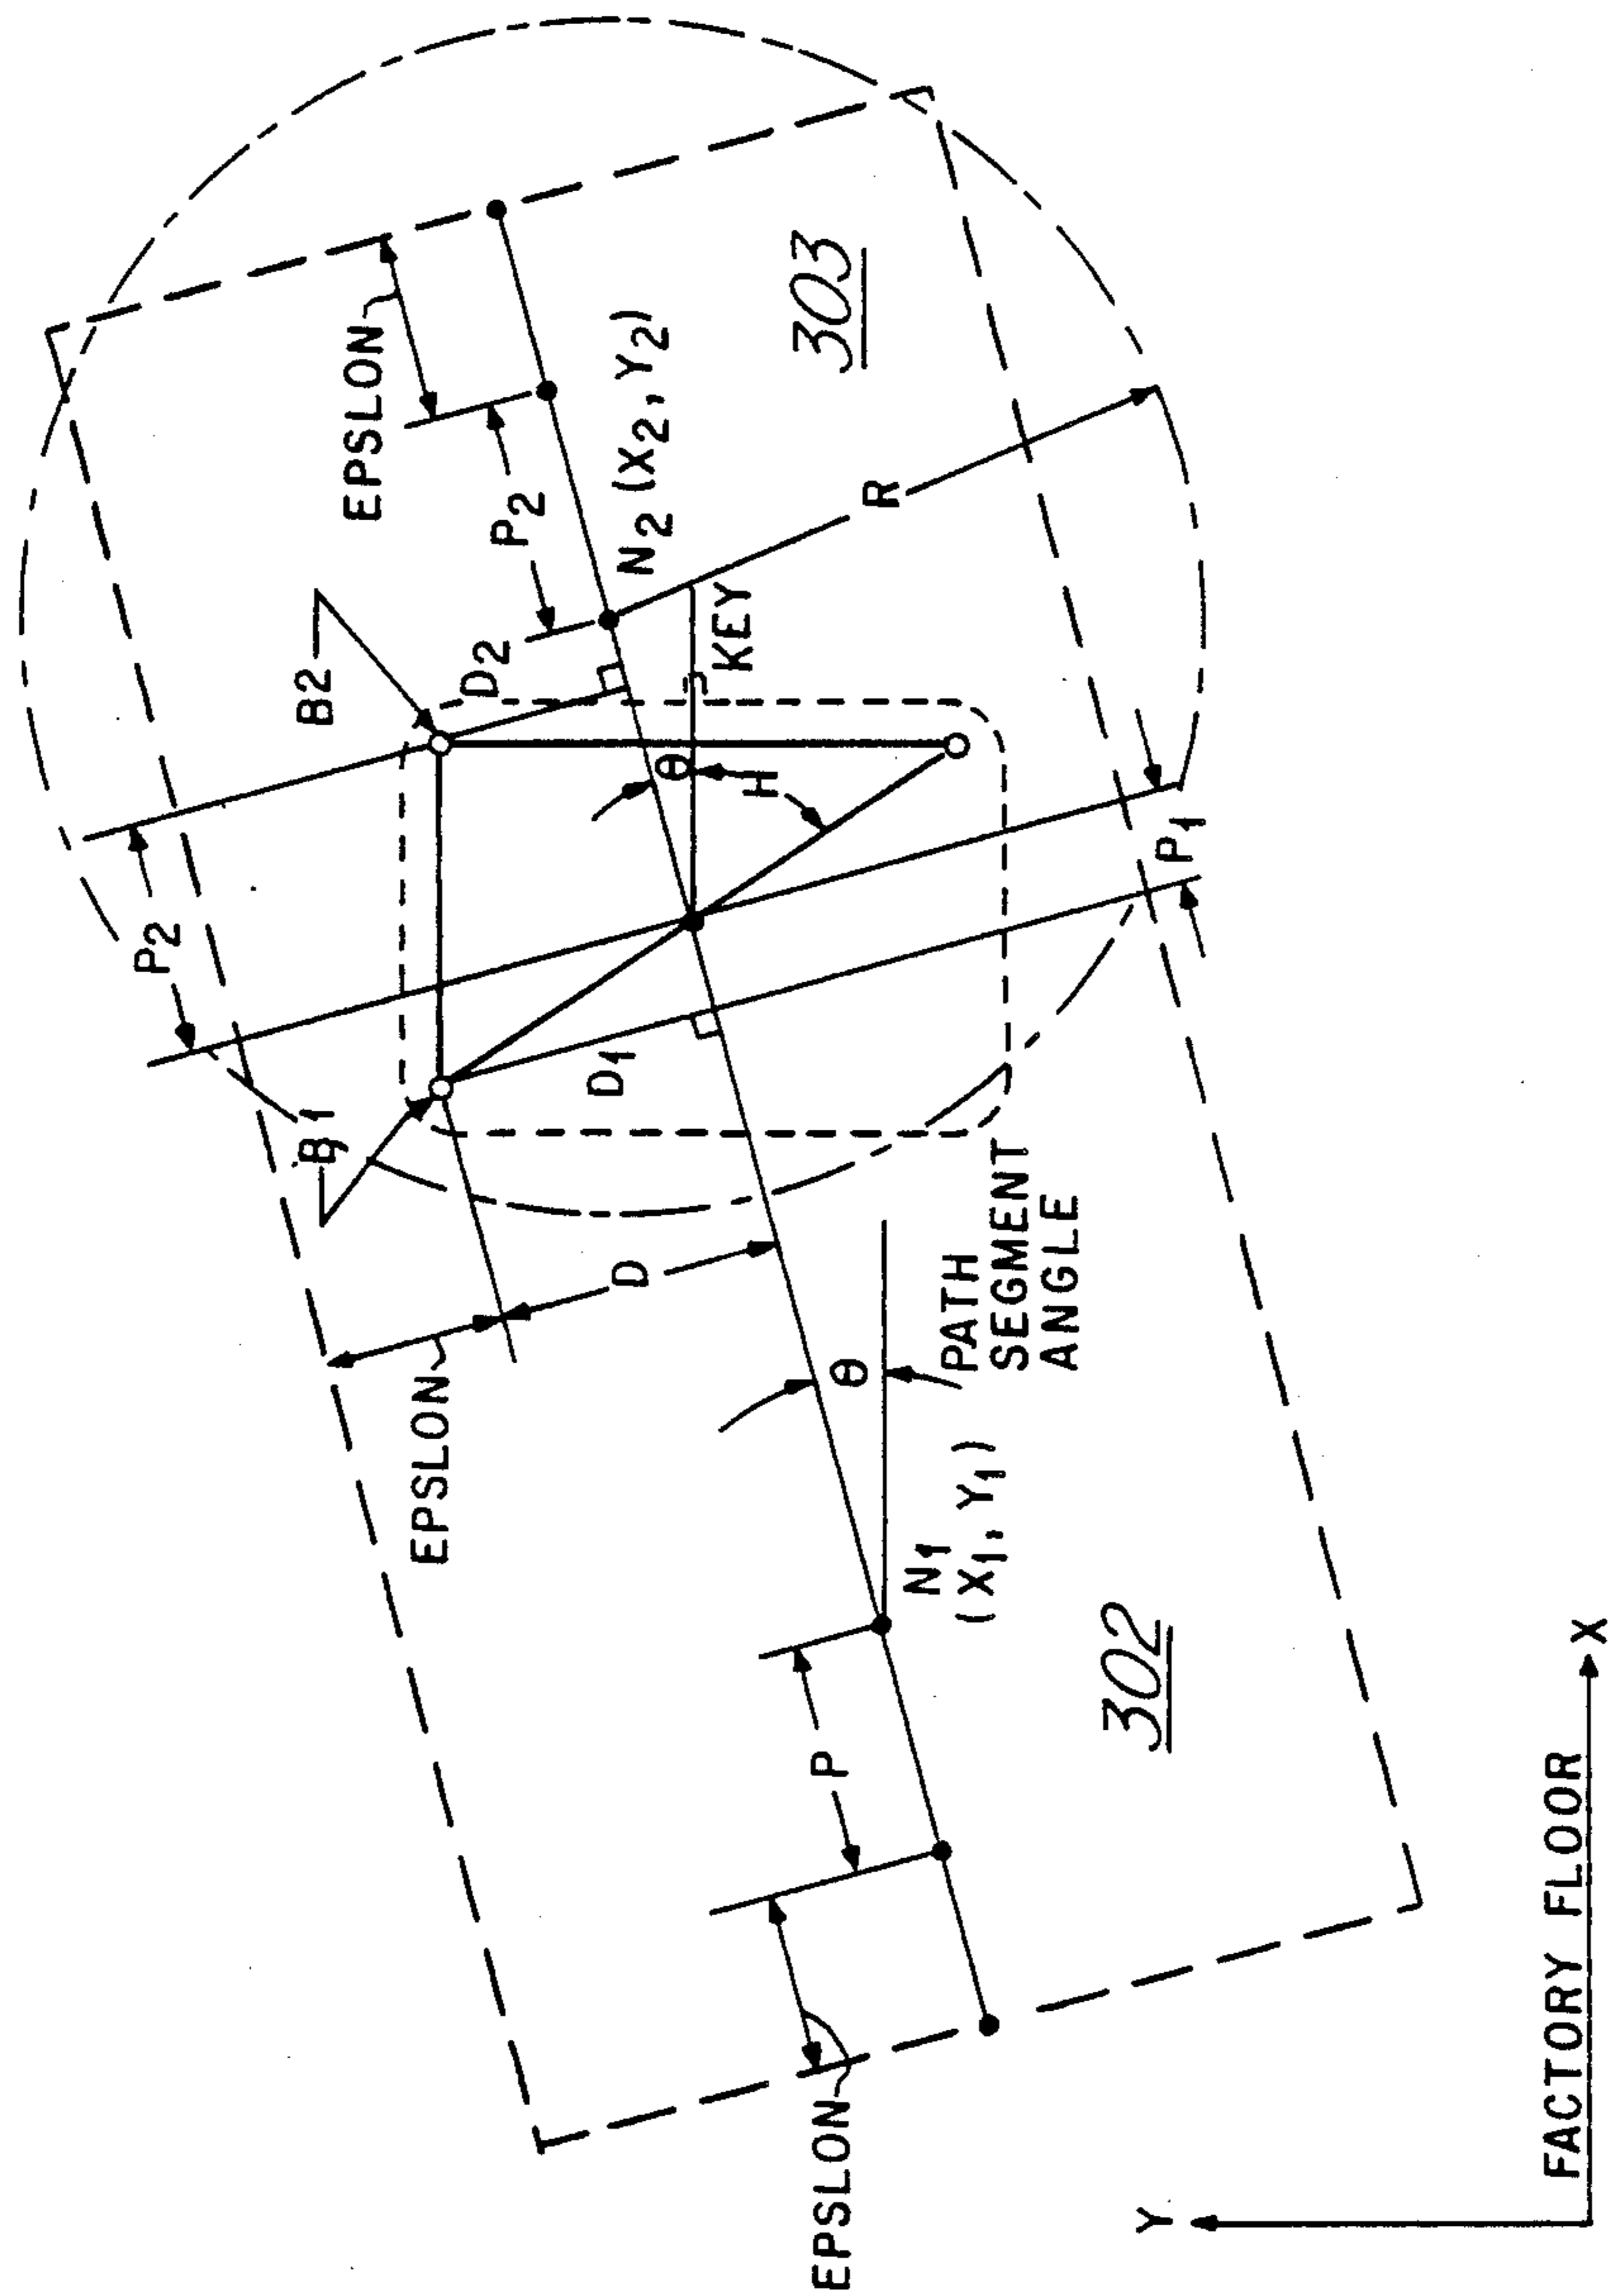 EPSLON
P2
N2 (X2, Y2)
303
B2
D2
R
KEY
P2
θ
H
P1
B1
D1
EPSLON
D
θ
PATH
SEGMENT
ANGLE
N1
(X1, Y1)
P
302
EPSLON
Y
X
FACTORY FLOOR